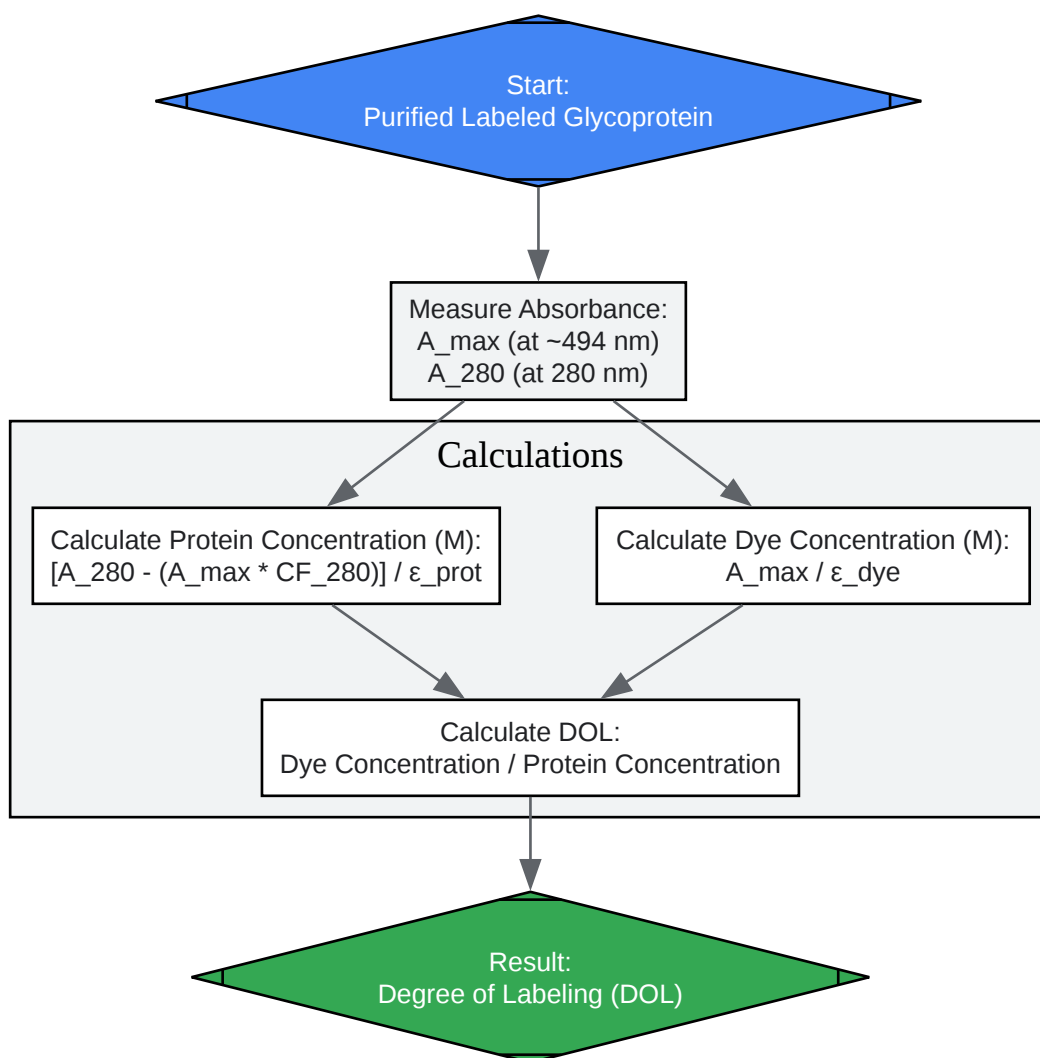 Start:
Purified Labeled Glycoprotein
Measure Absorbance:
A_max (at ~494 nm)
A_280 (at 280 nm)
Calculations
Calculate Protein Concentration (M):
[A_280 - (A_max * CF_280)] / ε_prot
Calculate Dye Concentration (M):
A_max / ε_dye
Calculate DOL:
Dye Concentration / Protein Concentration
Result:
Degree of Labeling (DOL)